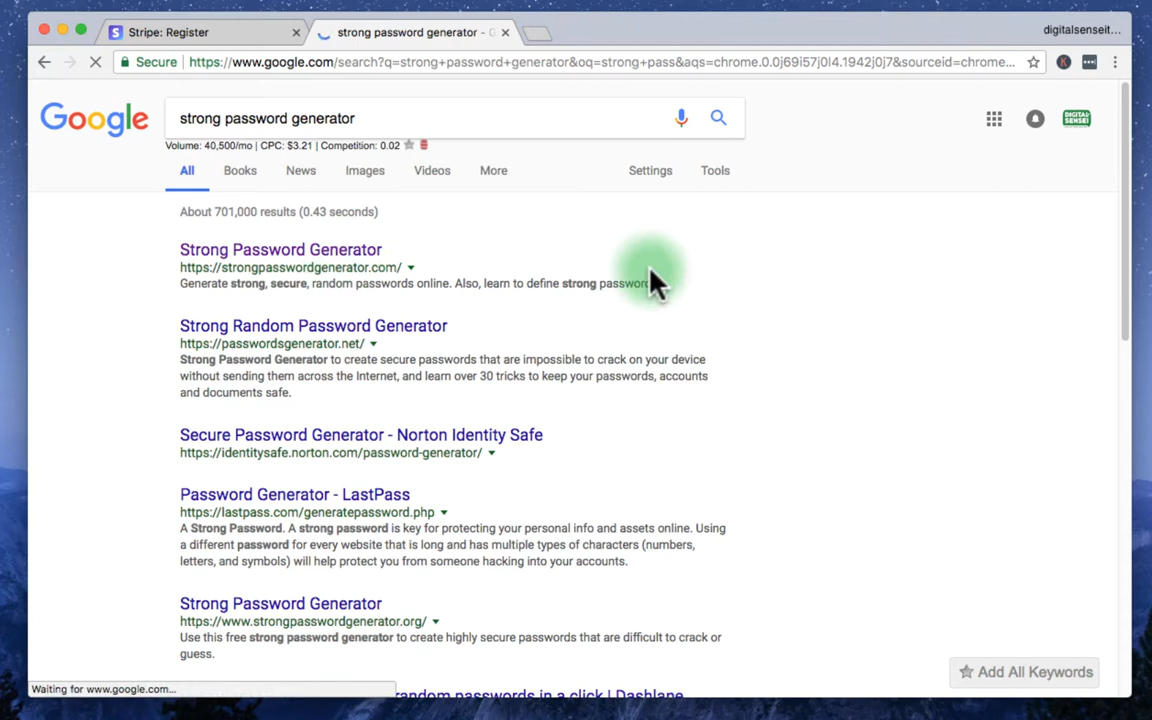 Stripe: Register
strong password generator - G
digitalsenseit...
Secure
https://www.google.com/search?q=strong+password+generator&oq=strong+pass&aqs=chrome.0.0j69i57j0l4.1942j0j7&sourceid=chrome...
Google
strong password generator
DIGITAL SENSEI
Volume: 40,500/mo | CPC: $3.21 | Competition: 0.02
All
Books
News
Images
Videos
More
Settings
Tools
About 701,000 results (0.43 seconds)
Strong Password Generator
https://strongpasswordgenerator.com/
Generate strong, secure, random passwords online. Also, learn to define strong password
Strong Random Password Generator
https://passwordsgenerator.net/
Strong Password Generator to create secure passwords that are impossible to crack on your device
without sending them across the Internet, and learn over 30 tricks to keep your passwords, accounts
and documents safe.
Secure Password Generator - Norton Identity Safe
https://identitysafe.norton.com/password-generator/
Password Generator - LastPass
https://lastpass.com/generatepassword.php
A Strong Password. A strong password is key for protecting your personal info and assets online. Using
a different password for every website that is long and has multiple types of characters (numbers,
letters, and symbols) will help protect you from someone hacking into your accounts.
Strong Password Generator
https://www.strongpasswordgenerator.org/
Use this free strong password generator to create highly secure passwords that are difficult to crack or
guess.
Add All Keywords
Waiting for www.google.com...
random passwords in a click | Dashlane